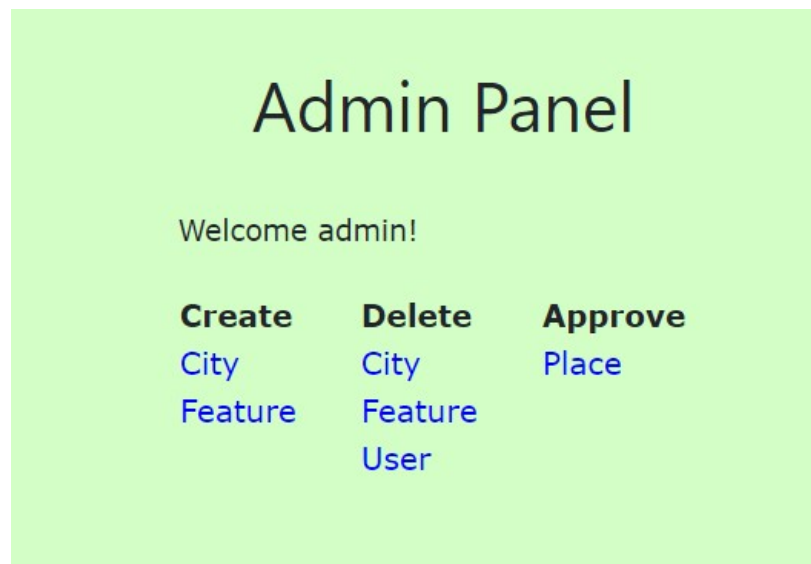 Admin Panel
Welcome admin!
Create Delete Approve
City City Place
Feature Feature
User